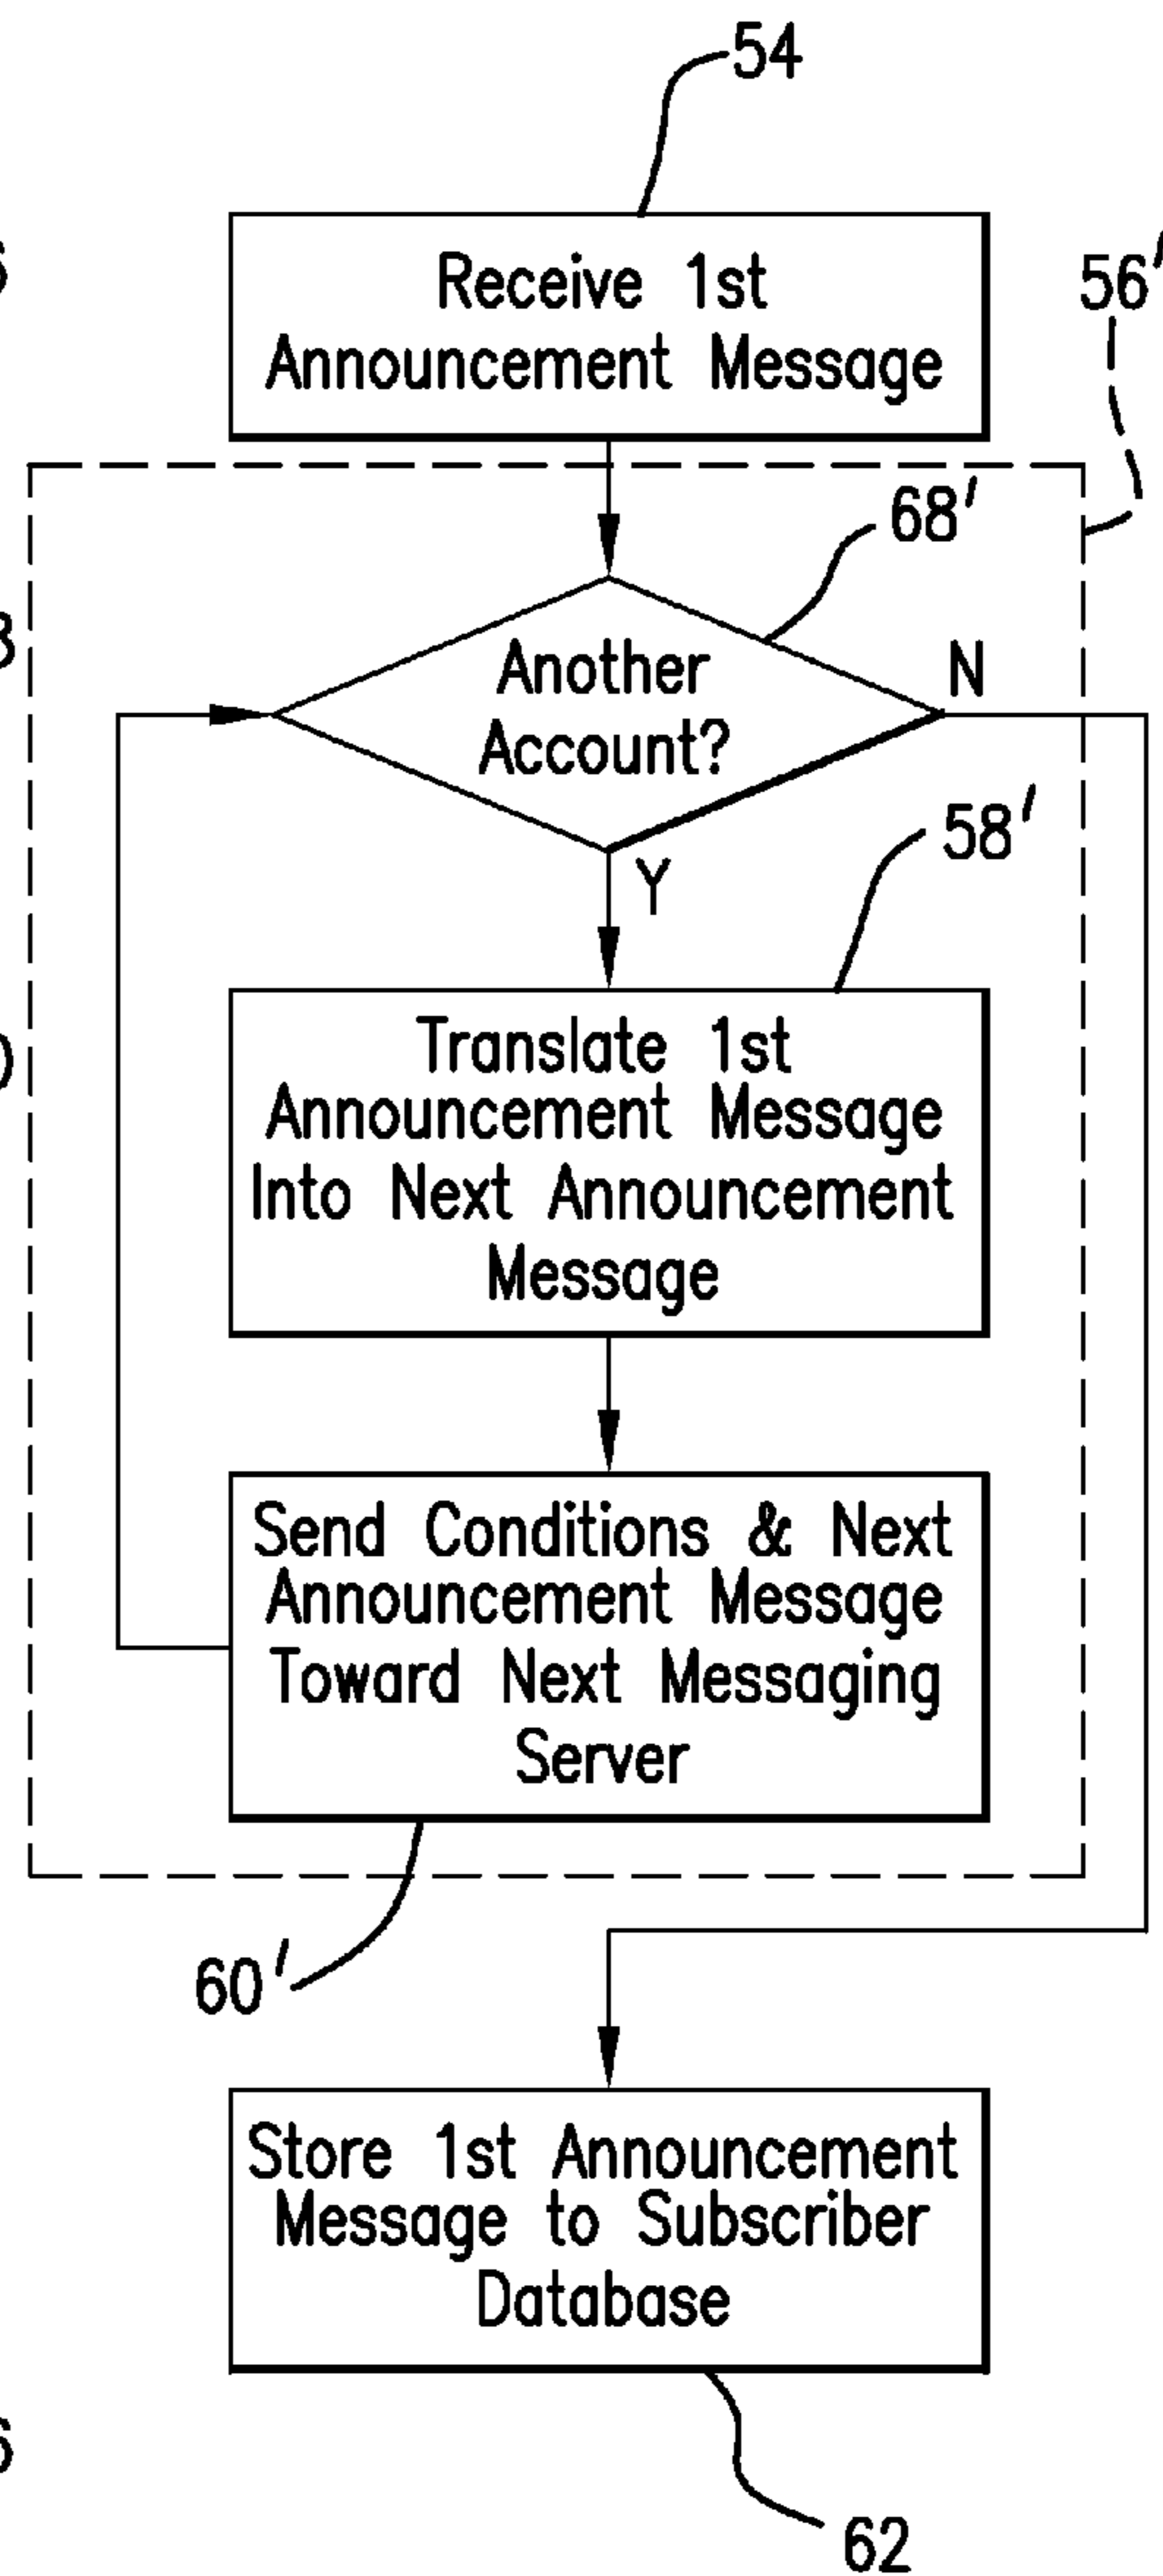 54
Receive 1st
Announcement Message
56'
68'
Another
Account?
N
Y
58'
Translate 1st
Announcement Message
Into Next Announcement
Message
Send Conditions & Next
Announcement Message
Toward Next Messaging
Server
60'
Store 1st Announcement
Message to Subscriber
Database
62